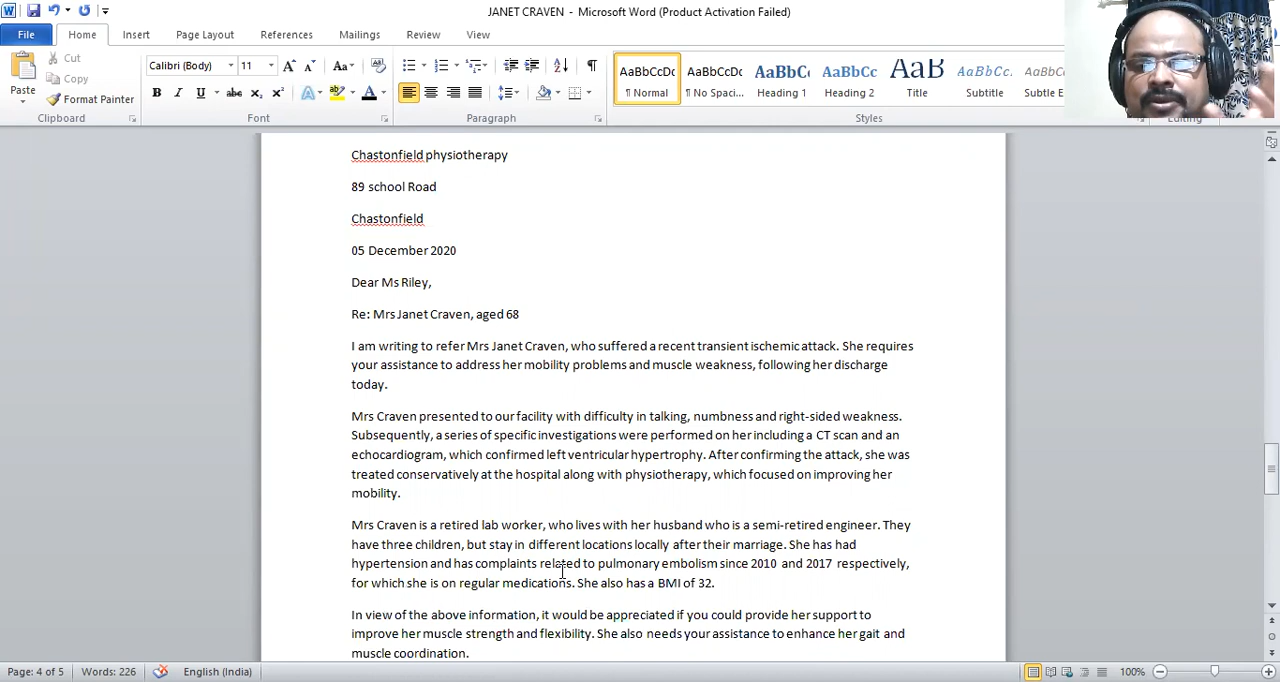 JANET CRAVEN - Microsoft Word (Product Activation Failed)
File Home Insert Page Layout References Mailings Review View
Cut
Copy
Format Painter
Paste
Calibri (Body) 11
AaBbCcDc AaBbCcDc AaBbC AaBbCc AaB AaBbCc. AaBbCc
¶ Normal ¶ No Spaci... Heading 1 Heading 2 Title Subtitle Subtle E
Clipboard Font Paragraph Styles Editing
Chastonfield physiotherapy
89 school Road
Chastonfield
05 December 2020
Dear Ms Riley,
Re: Mrs Janet Craven, aged 68
I am writing to refer Mrs Janet Craven, who suffered a recent transient ischemic attack. She requires
your assistance to address her mobility problems and muscle weakness, following her discharge
today.
Mrs Craven presented to our facility with difficulty in talking, numbness and right-sided weakness.
Subsequently, a series of specific investigations were performed on her including a CT scan and an
echocardiogram, which confirmed left ventricular hypertrophy. After confirming the attack, she was
treated conservatively at the hospital along with physiotherapy, which focused on improving her
mobility.
Mrs Craven is a retired lab worker, who lives with her husband who is a semi-retired engineer. They
have three children, but stay in different locations locally after their marriage. She has had
hypertension and has complaints related to pulmonary embolism since 2010 and 2017 respectively,
for which she is on regular medications. She also has a BMI of 32.
In view of the above information, it would be appreciated if you could provide her support to
improve her muscle strength and flexibility. She also needs your assistance to enhance her gait and
muscle coordination.
Page: 4 of 5 Words: 226 English (India) 100%